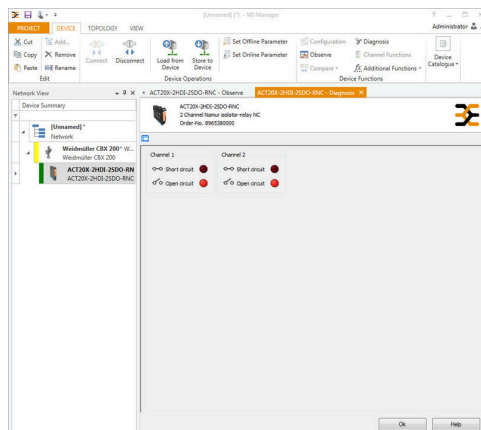 [Unnamed] (*) - WI-Manager
PROJECT DEVICE TOPOLOGY VIEW Administrator
Cut Add... Set Offline Parameter Configuration Diagnosis
Copy Remove Connect Disconnect Load from Device Store to Device Set Online Parameter Observe Channel Functions Device Catalogue
Paste Rename Compare Additional Functions
Edit Device Operations Device Functions
Network View ACT20X-2HDI-2SDO-RNC - Observe ACT20X-2HDI-2SDO-RNC - Diagnosis
Device Summary
ACT20X-2HDI-2SDO-RNC
2 Channel Namur isolator-relay NC
Order-No. 8965380000
[Unnamed]*
Network
Weidmüller CBX 200* W...
Weidmüller CBX 200
ACT20X-2HDI-2SDO-RN
ACT20X-2HDI-2SDO-RNC
Channel 1 Channel 2
Short circuit Short circuit
Open circuit Open circuit
Ok Help